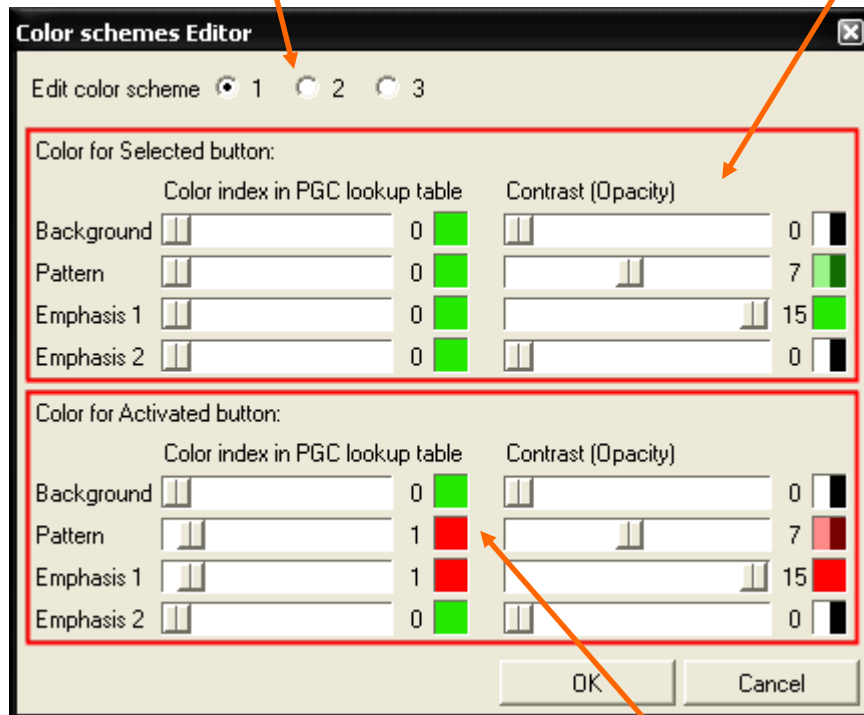 Color schemes Editor
Edit color scheme 1 2 3
Color for Selected button:
Color index in PGC lookup table Contrast (Opacity)
Background 0 0
Pattern 0 7
Emphasis 1 0 15
Emphasis 2 0 0
Color for Activated button:
Color index in PGC lookup table Contrast (Opacity)
Background 0 0
Pattern 1 7
Emphasis 1 1 15
Emphasis 2 0 0
OK Cancel